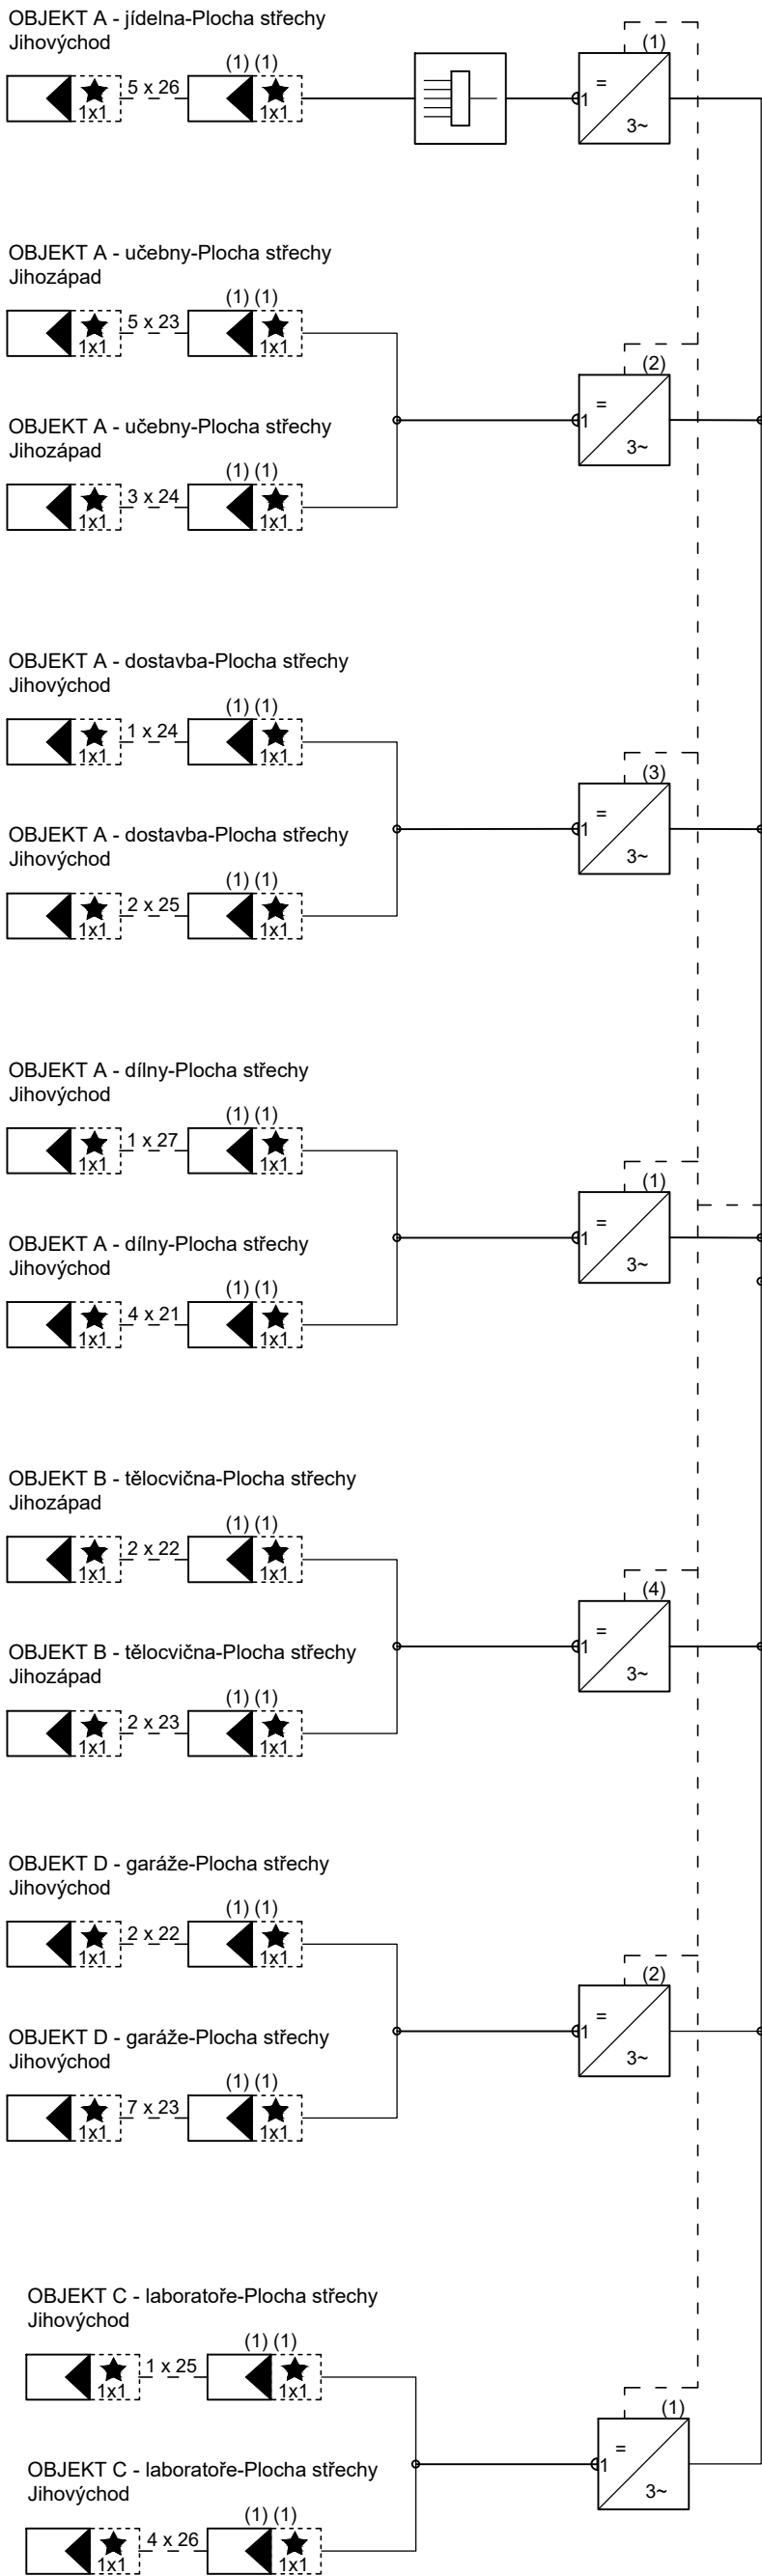 OBJEKT A - jídelna-Plocha střechy
Jihovýchod
(1) (1)
(1)
1x1
5 x 26
1x1
1
=
3~
OBJEKT A - učebny-Plocha střechy
Jihozápad
(1) (1)
1x1
5 x 23
1x1
(2)
1
=
3~
OBJEKT A - učebny-Plocha střechy
Jihozápad
(1) (1)
1x1
3 x 24
1x1
OBJEKT A - dostavba-Plocha střechy
Jihovýchod
(1) (1)
1x1
1 x 24
1x1
(3)
1
=
3~
OBJEKT A - dostavba-Plocha střechy
Jihovýchod
(1) (1)
1x1
2 x 25
1x1
OBJEKT A - dílny-Plocha střechy
Jihovýchod
(1) (1)
1x1
1 x 27
1x1
(1)
1
=
3~
OBJEKT A - dílny-Plocha střechy
Jihovýchod
(1) (1)
1x1
4 x 21
1x1
OBJEKT B - tělocvična-Plocha střechy
Jihozápad
(1) (1)
1x1
2 x 22
1x1
(4)
1
=
3~
OBJEKT B - tělocvična-Plocha střechy
Jihozápad
(1) (1)
1x1
2 x 23
1x1
OBJEKT D - garáže-Plocha střechy
Jihovýchod
(1) (1)
1x1
2 x 22
1x1
(2)
1
=
3~
OBJEKT D - garáže-Plocha střechy
Jihovýchod
(1) (1)
1x1
7 x 23
1x1
OBJEKT C - laboratoře-Plocha střechy
Jihovýchod
(1) (1)
1x1
1 x 25
1x1
(1)
1
=
3~
OBJEKT C - laboratoře-Plocha střechy
Jihovýchod
(1) (1)
1x1
4 x 26
1x1